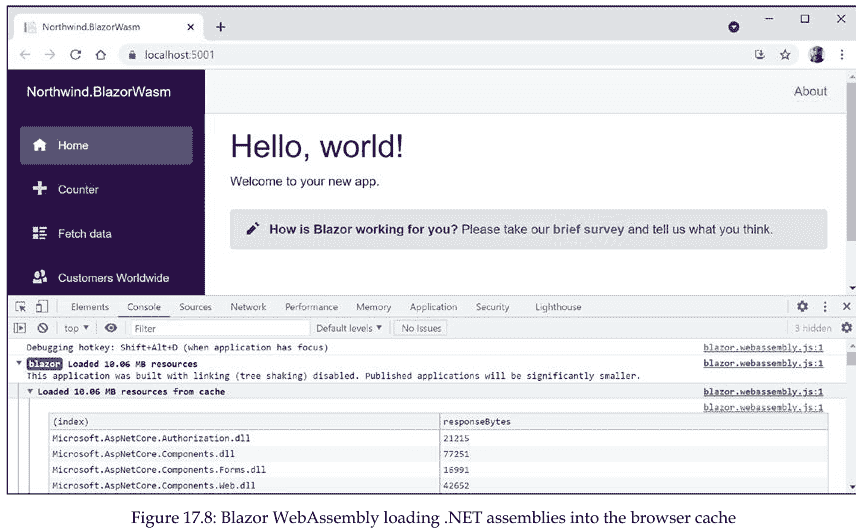 Northwind.BlazorWasm
localhost:5001
Northwind.BlazorWasm
About
Home
Hello, world!
Counter
Welcome to your new app.
Fetch data
How is Blazor working for you? Please take our brief survey and tell us what you think.
Customers Worldwide
Elements Console Sources Network Performance Memory Application Security Lighthouse
top Filter Default levels No Issues 3 hidden
Debugging hotkey: Shift+Alt+D (when application has focus) blazor.webassembly.js:1
blazor Loaded 10.06 MB resources blazor.webassembly.js:1
This application was built with linking (tree shaking) disabled. Published applications will be significantly smaller.
Loaded 10.06 MB resources from cache blazor.webassembly.js:1
blazor.webassembly.js:1
(index) responseBytes
Microsoft.AspNetCore.Authorization.dll 21215
Microsoft.AspNetCore.Components.dll 77251
Microsoft.AspNetCore.Components.Forms.dll 16991
Microsoft.AspNetCore.Components.Web.dll 42652
Figure 17.8: Blazor WebAssembly loading .NET assemblies into the browser cache